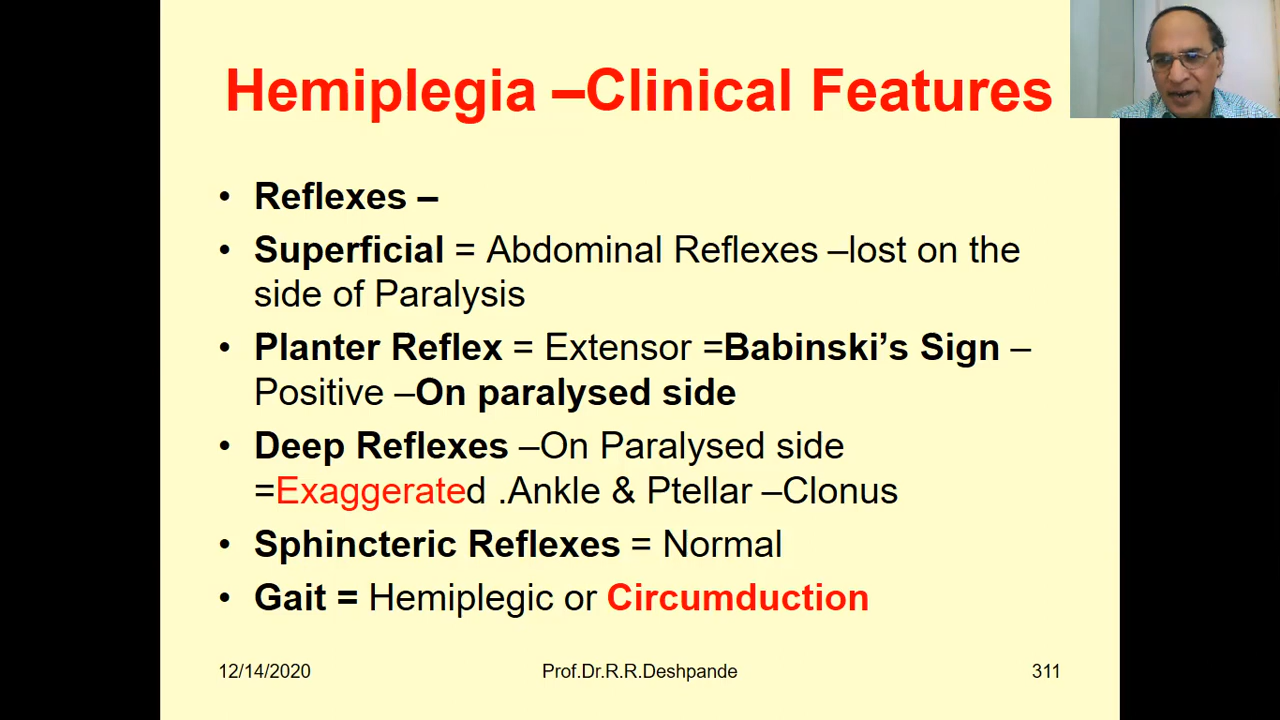 Hemiplegia –Clinical Features
• Reflexes –
• Superficial = Abdominal Reflexes –lost on the
side of Paralysis
• Planter Reflex = Extensor =Babinski’s Sign –
Positive –On paralysed side
• Deep Reflexes –On Paralysed side
=Exaggerated .Ankle & Ptellar –Clonus
• Sphincteric Reflexes = Normal
• Gait = Hemiplegic or Circumduction
12/14/2020 Prof.Dr.R.R.Deshpande 311